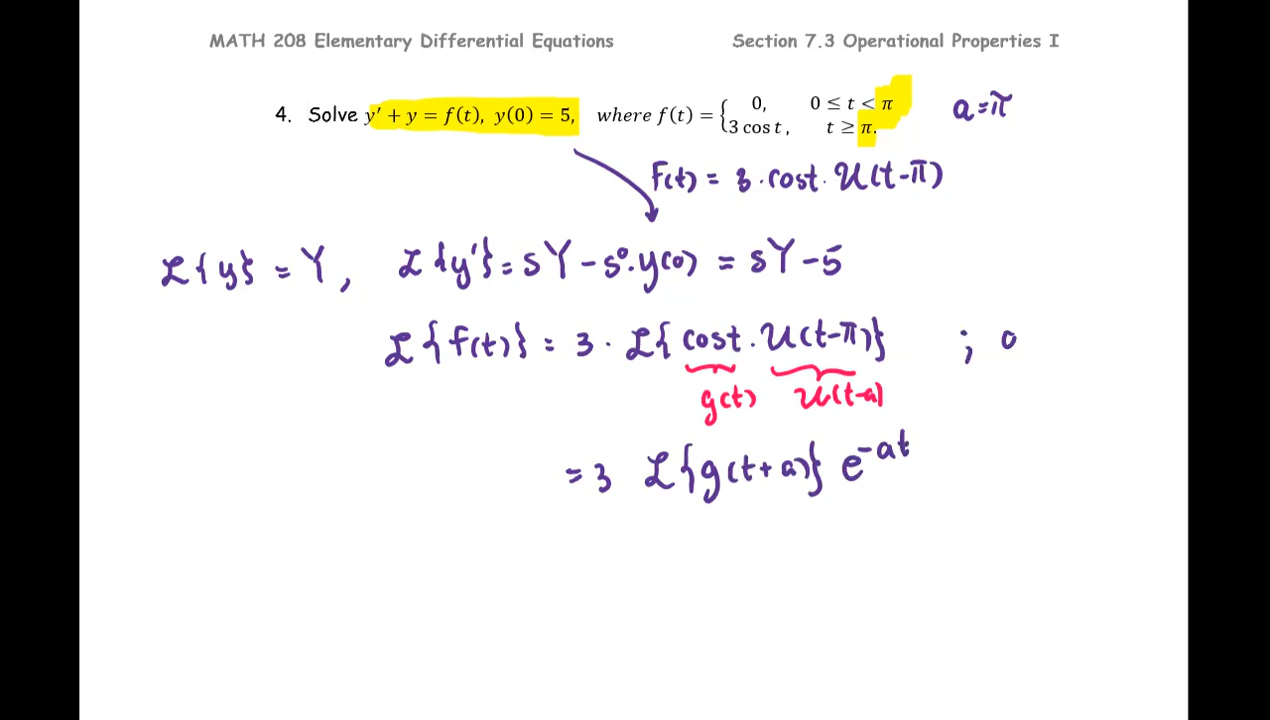 MATH 208 Elementary Differential Equations Section 7.3 Operational Properties I
4. Solve y′ + y = f(t), y(0) = 5, where f(t) = { 0, 0 ≤ t < π
3 cos t , t ≥ π.
a = π
f(t) = 3 · cost · U(t-π)
ℒ{y} = Y, ℒ{y'} = sY - s⁰·y(0) = sY - 5
ℒ{f(t)} = 3 · ℒ{cost · U(t-π)} ; 0
g(t) U(t-a)
= 3 ℒ{g(t+a)} e^-at